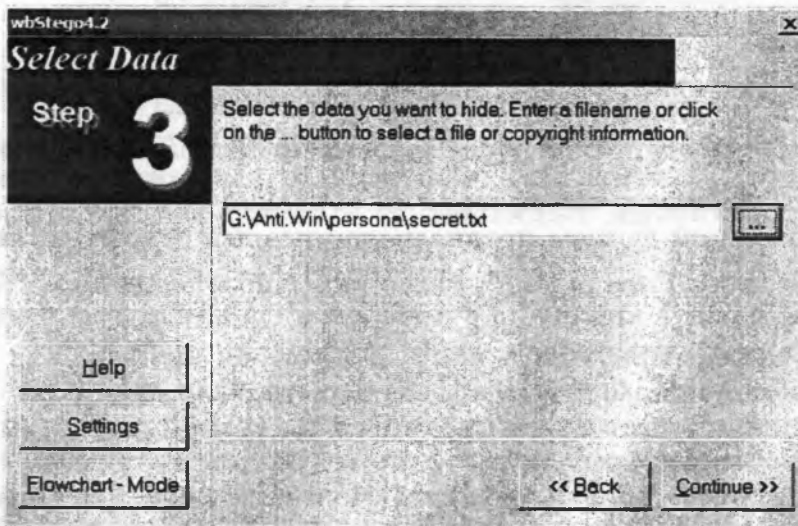 wbStego4.2
Select Data
Step 3
Select the data you want to hide. Enter a filename or click
on the ... button to select a file or copyright information.
G:\Anti.Win\persona\secret.txt
...
Help
Settings
Flowchart - Mode
<< Back
Continue >>